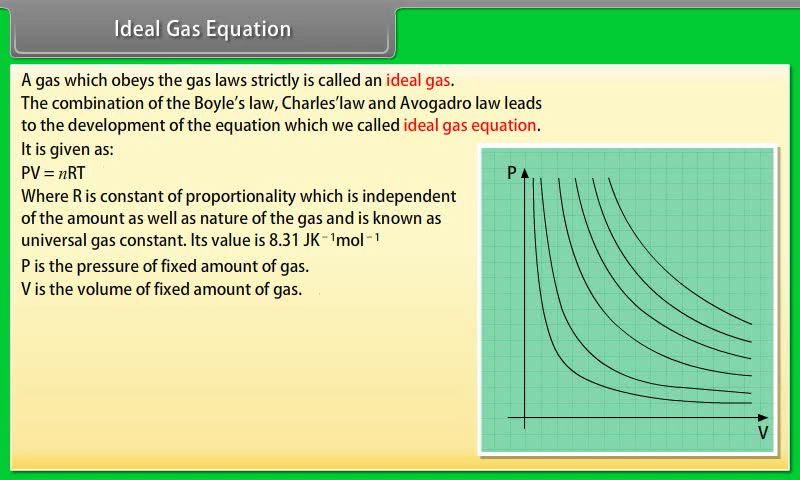 Ideal Gas Equation
A gas which obeys the gas laws strictly is called an ideal gas.
The combination of the Boyle's law, Charles'law and Avogadro law leads
to the development of the equation which we called ideal gas equation.
It is given as:
PV = nRT
Where R is constant of proportionality which is independent
of the amount as well as nature of the gas and is known as
universal gas constant. Its value is 8.31 JK⁻¹mol⁻¹
P is the pressure of fixed amount of gas.
V is the volume of fixed amount of gas.
P
V